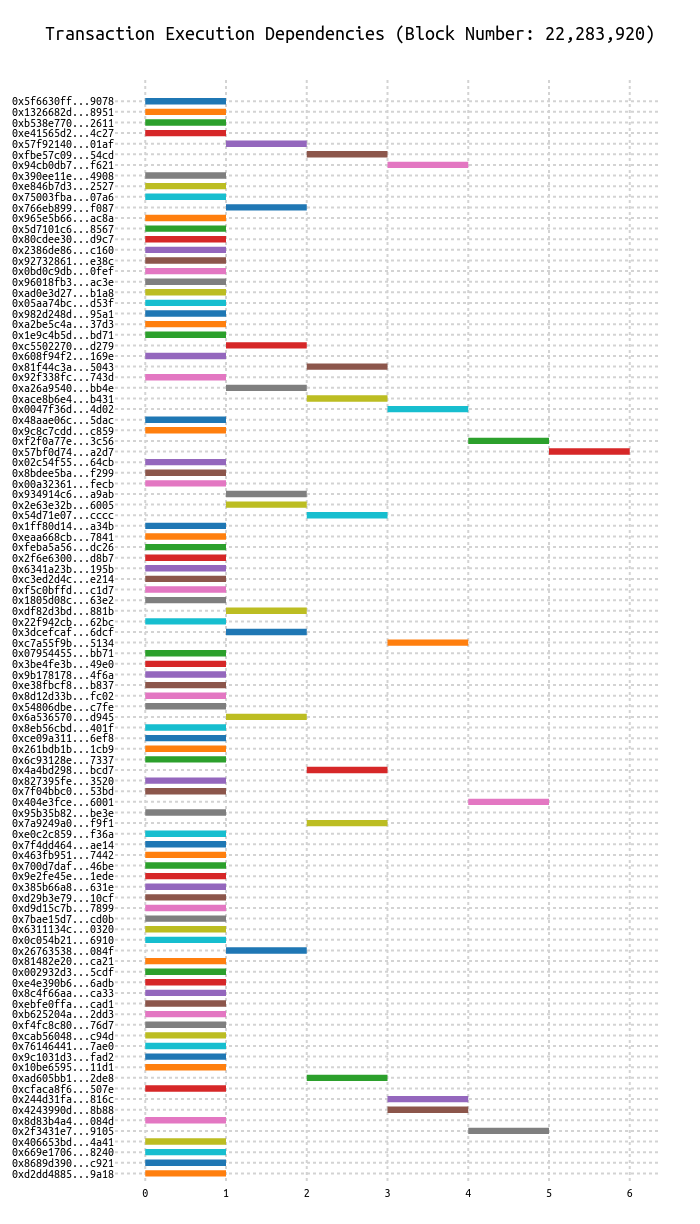 Transaction Execution Dependencies (Block Number: 22,283,920)
0x5f6630ff...9078
0x1326682d...8951
0xb538e770...2611
0xe41565d2...4c27
0x57f92140...01af
0xfbe57c09...54cd
0x94cb0db7...f621
0x390ee11e...4908
0xe846b7d3...2527
0x75003fba...07a6
0x766eb899...f087
0x965e5b66...ac8a
0x5d7101c6...8567
0x80cdee30...d9c7
0x2386de86...c160
0x92732861...e38c
0x0bd0c9db...0fef
0x96018fb3...ac3e
0xad0e3d27...b1a8
0x05aa74bc...d53f
0x982d248d...95a1
0xa2be5c4a...37d3
0x1e9c4b5d...bd71
0xc5502270...d279
0x608f94f2...169e
0x81f44c3a...5043
0x92f338fc...743d
0xa26a9540...bb4e
0xace8b6e4...b431
0x0047f36d...4d02
0x48aae06c...5dac
0x9c8c7cdd...c859
0xf2f0a77e...3c56
0x57bf0d74...a2d7
0x02c54f55...64cb
0x8bdee5ba...f299
0x00a32361...fecb
0x934914c6...a9ab
0x2e63e32b...6005
0x54d71e07...cccc
0x1ff80d14...a34b
0xeaa668cb...7841
0xfeba5a56...dc26
0x2f6e6300...d8b7
0x6341a23b...195b
0xc3ed2d4c...e214
0xf5c0bffd...c1d7
0x1805d08c...63e2
0xdf82d3bd...881b
0x22f942cb...62bc
0x3dcefcaf...6dcf
0xc7a55f9b...5134
0x07954455...bb71
0x3be4fe3b...49e0
0x9b178178...4f6a
0xe38fbcf8...b837
0x8d12d33b...fc02
0x54806dbe...c7fe
0x6a536570...d945
0x8eb56cbd...401f
0xce09a311...6ef8
0x261bdb1b...1cb9
0x6c93128e...7337
0x4a4bd298...bcd7
0x827395fe...3520
0x7f04bbc0...53bd
0x404e3fce...6001
0x95b35b82...be3e
0x7a9249a0...f9f1
0xe0c2c859...f36a
0x7f4dd464...ae14
0x463fb951...7442
0x700d7daf...46be
0x9e2fe45e...1ede
0x385b66a8...631e
0xd29b3e79...10cf
0xd9d15c7b...7899
0x7bae15d7...cd0b
0x6311134c...0320
0x0c054b21...6910
0x26763538...084f
0x81482e20...ca21
0x002932d3...5cdf
0xe4e390b6...6adb
0x8c4f66aa...ca33
0xebfe0ffa...cad1
0xb625204a...2dd3
0xf4fc8c80...76d7
0xcab56048...c94d
0x76146441...7ae0
0x9c1031d3...fad2
0x10be6595...11d1
0xad605bb1...2de8
0xcfaca8f6...507e
0x244d31fa...816c
0x4243990d...8b88
0x8d83b4a4...084d
0x2f3431e7...9105
0x406653bd...4a41
0x669e1706...8240
0x8689d390...c921
0xd2dd4885...9a18
0 1 2 3 4 5 6